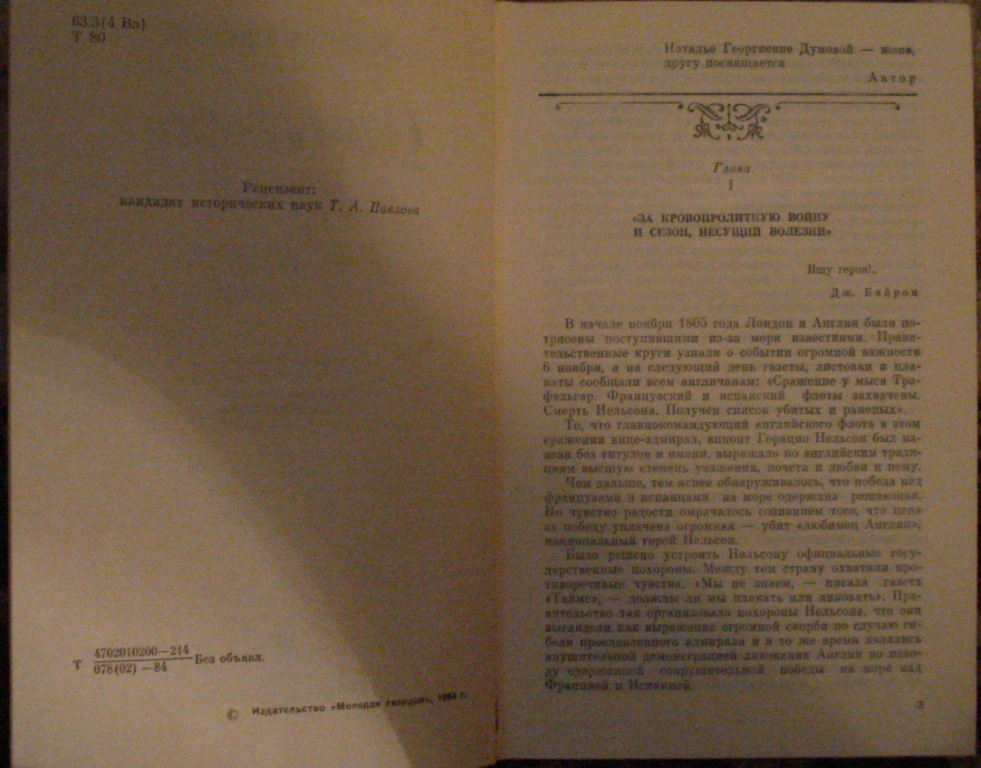 63.3(4 Вл)
Т 80
Рецензент:
кандидат исторических наук Т. А. Павлова
Т 4702010200—214
078(02)—84 Без объявл.
© Издательство «Молодая гвардия», 1984 г.
Наталье Георгиевне Думовой — жене,
другу посвящается
Автор
Глава
I
«ЗА КРОВОПРОЛИТНУЮ ВОЙНУ
И СЕЗОН, НЕСУЩИЙ БОЛЕЗНИ»
Ищу героя!..
Дж. Байрон
В начале ноября 1805 года Лондон и Англия были по-
трясены поступившими из-за моря известиями. Прави-
тельственные круги узнали о событии огромной важности
6 ноября, а на следующий день газеты, листовки и пла-
каты сообщали всем англичанам: «Сражение у мыса Тра-
фальгар. Французский и испанский флоты захвачены.
Смерть Нельсона. Получен список убитых и раненых».
То, что главнокомандующий английского флота в этом
сражении вице-адмирал, виконт Горацио Нельсон был на-
зван без титулов и имени, выражало по английским тради-
циям высшую степень уважения, почета и любви к нему.
Чем дальше, тем яснее обнаруживалось, что победа над
французами и испанцами на море одержана решающая.
Но чувство радости омрачалось сознанием того, что цена
за победу уплачена огромная — убит «любимец Англии»,
национальный герой Нельсон.
Было решено устроить Нельсону официальные госу-
дарственные похороны. Между тем страну охватили про-
тиворечивые чувства. «Мы не знаем, — писала газета
«Таймс», — должны ли мы плакать или ликовать». Пра-
вительство так организовало похороны Нельсона, что они
выглядели как выражение огромной скорби по случаю ги-
бели прославленного адмирала и в то же время являлись
внушительной демонстрацией ликования Англии по пово-
ду одержанной сокрушительной победы на море над
Францией и Испанией.
3